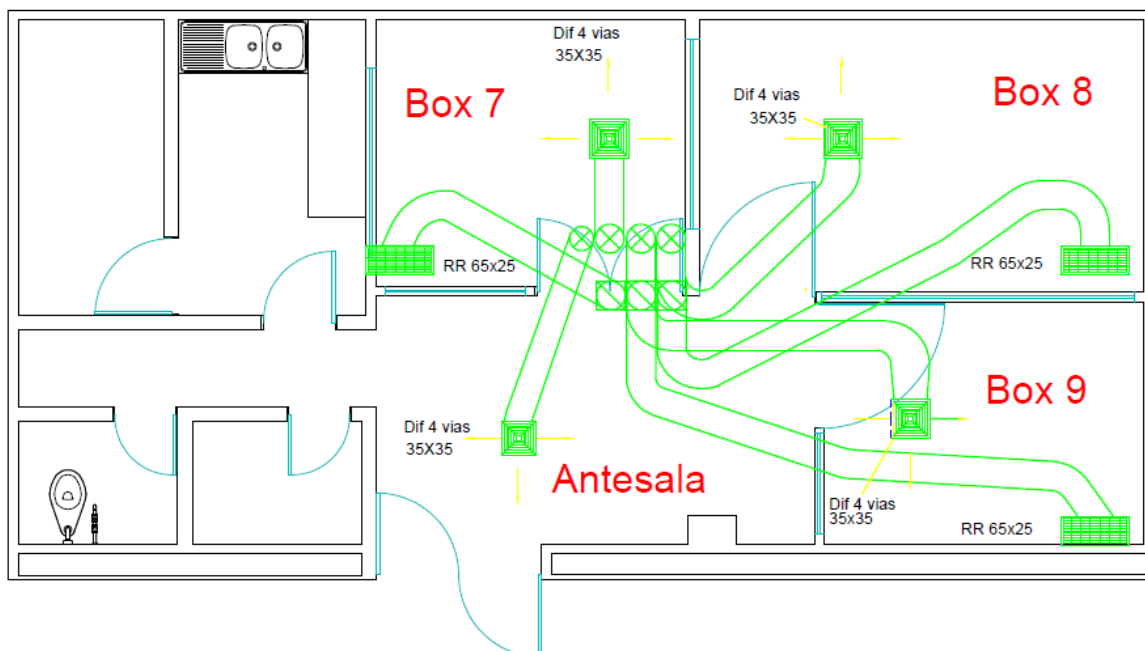 Dif 4 vias
35X35
Box 7
Dif 4 vias
35X35
Box 8
RR 65x25
RR 65x25
Box 9
Dif 4 vias
35X35
Antesala
Dif 4 vias
35x35
RR 65x25